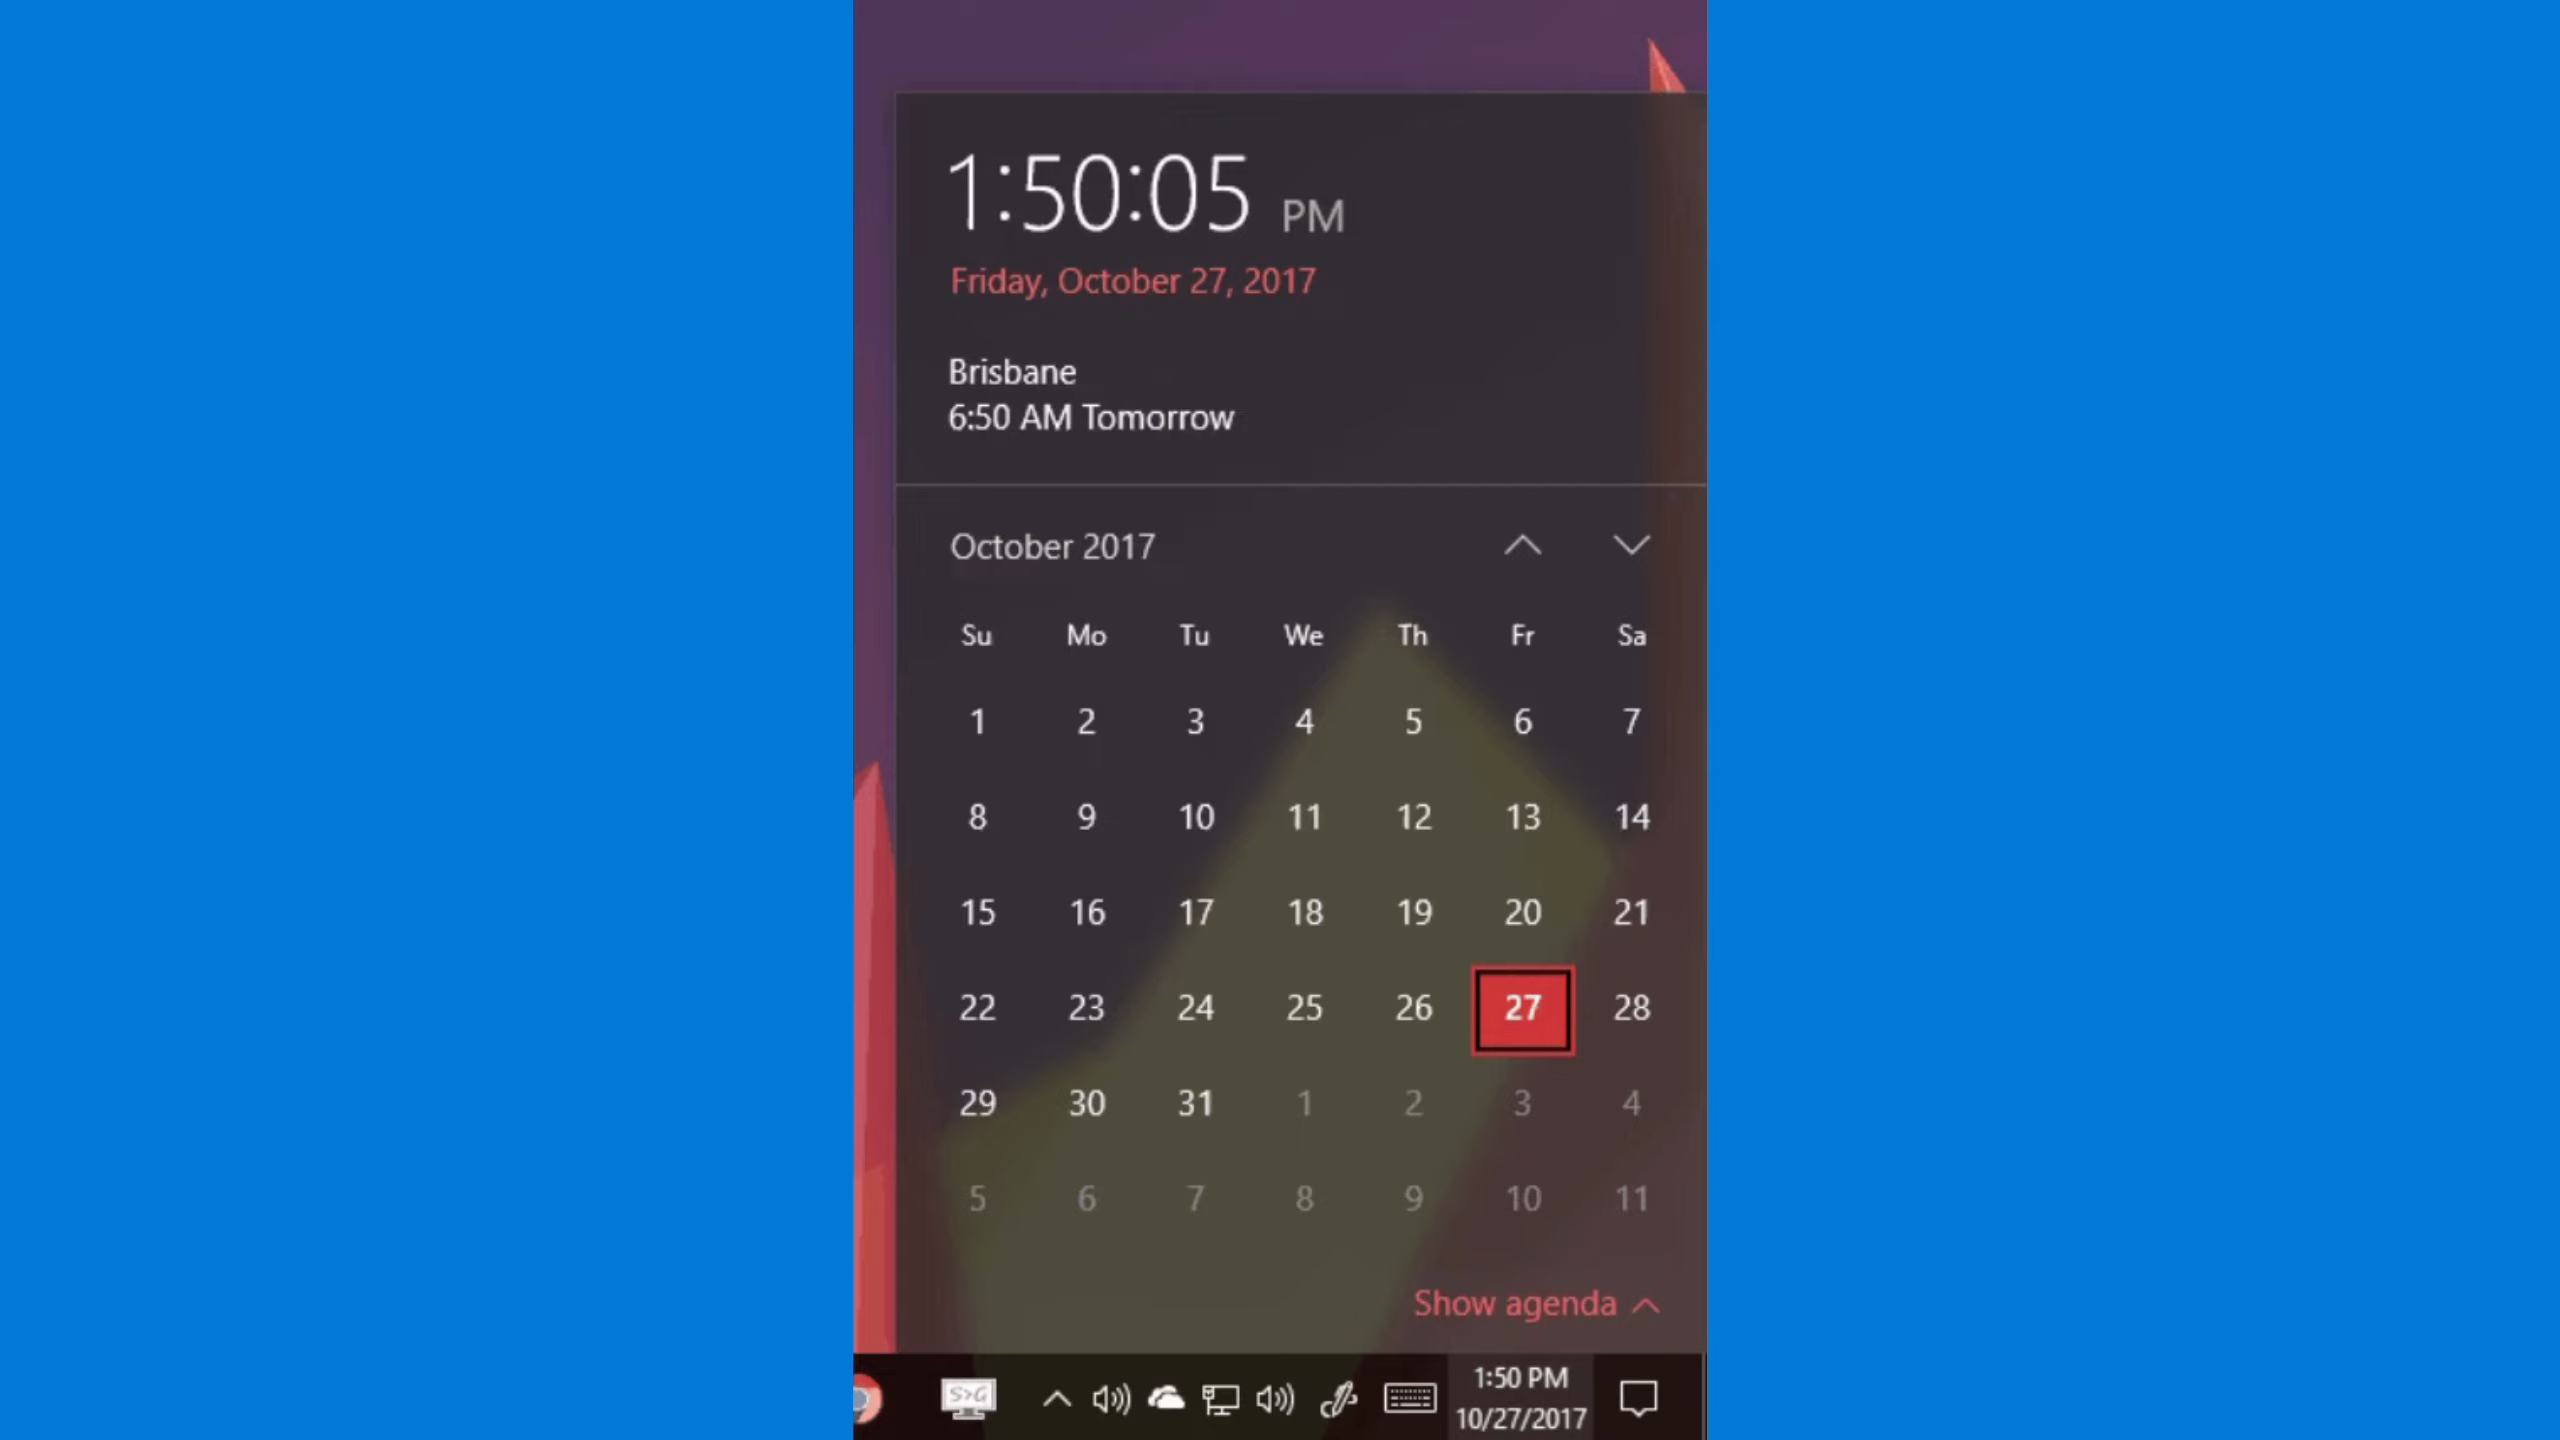 1:50:05 PM
Friday, October 27, 2017
Brisbane
6:50 AM Tomorrow
October 2017
Su Mo Tu We Th Fr Sa
1 2 3 4 5 6 7
8 9 10 11 12 13 14
15 16 17 18 19 20 21
22 23 24 25 26 27 28
29 30 31 1 2 3 4
5 6 7 8 9 10 11
Show agenda
S>G
1:50 PM
10/27/2017